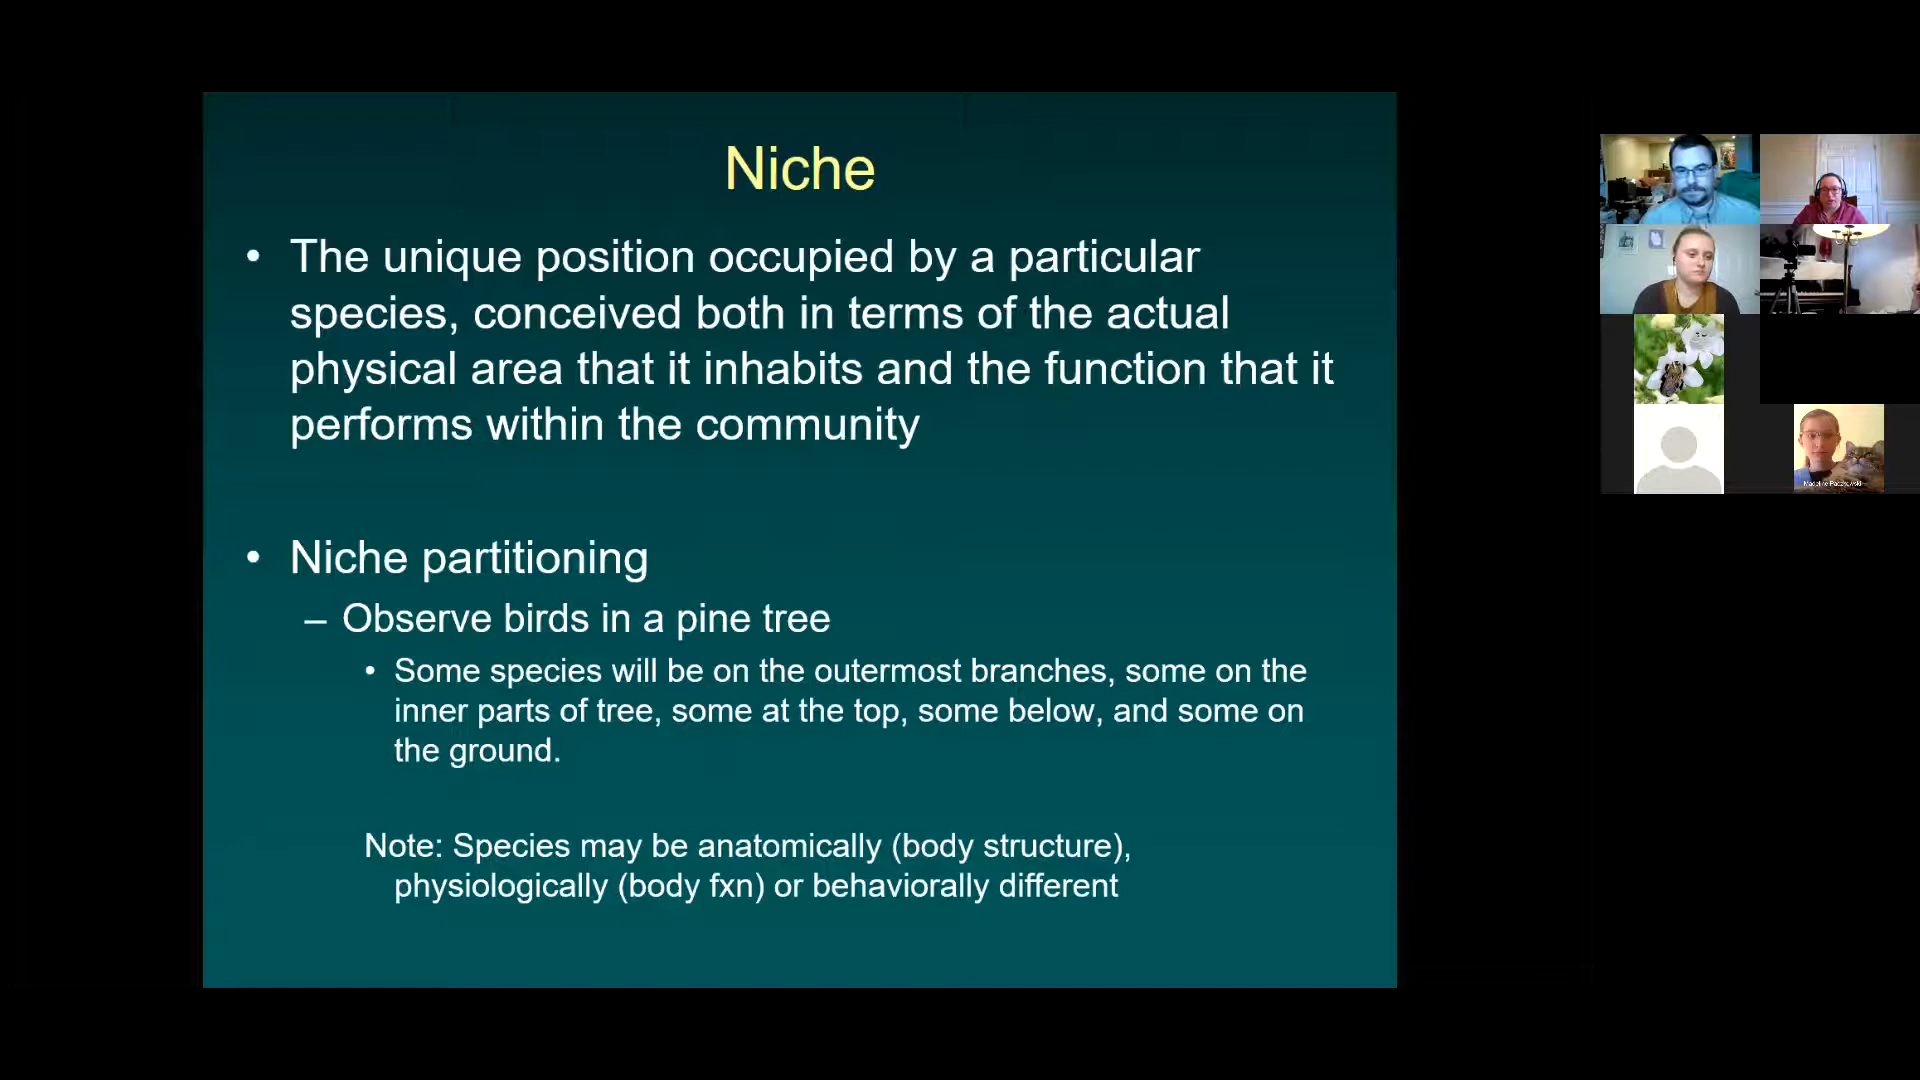 Niche
• The unique position occupied by a particular
species, conceived both in terms of the actual
physical area that it inhabits and the function that it
performs within the community
• Niche partitioning
– Observe birds in a pine tree
• Some species will be on the outermost branches, some on the
inner parts of tree, some at the top, some below, and some on
the ground.
Note: Species may be anatomically (body structure),
physiologically (body fxn) or behaviorally different
Madeline